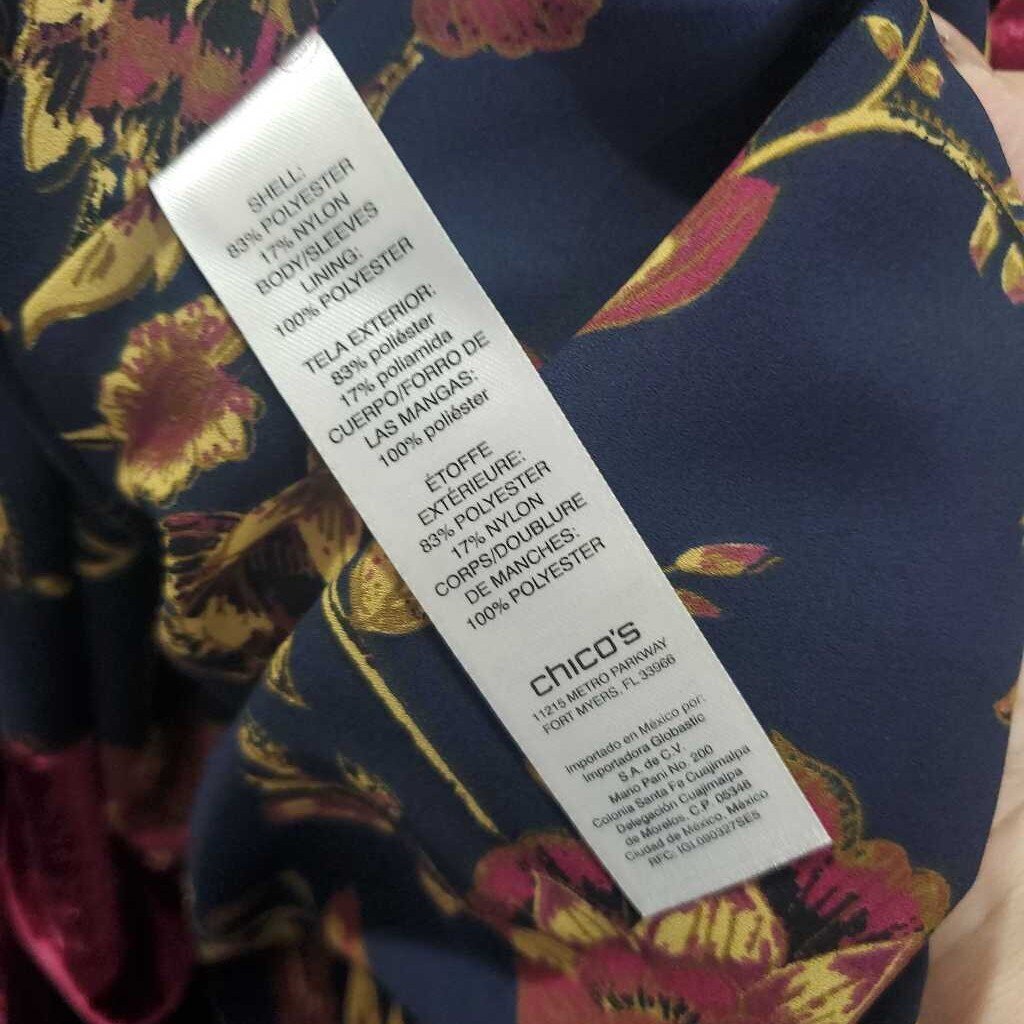 SHELL:
83% POLYESTER
17% NYLON
BODY/SLEEVES
LINING:
100% POLYESTER
TELA EXTERIOR:
83% poliéster
17% poliamida
CUERPO/FORRO DE
LAS MANGAS:
100% poliéster
ÉTOFFE
EXTÉRIEURE:
83% POLYESTER
17% NYLON
CORPS/DOUBLURE
DE MANCHES:
100% POLYESTER
chico's
11215 METRO PARKWAY
FORT MYERS, FL 33966
Importado en México por:
Importadora Globastic
S.A. de C.V.
Mario Pani No. 200
Colonia Santa Fe Cuajimalpa
Delegación Cuajimalpa
de Morelos. C.P. 05348
Ciudad de México, México
RFC: IGL090327SE5